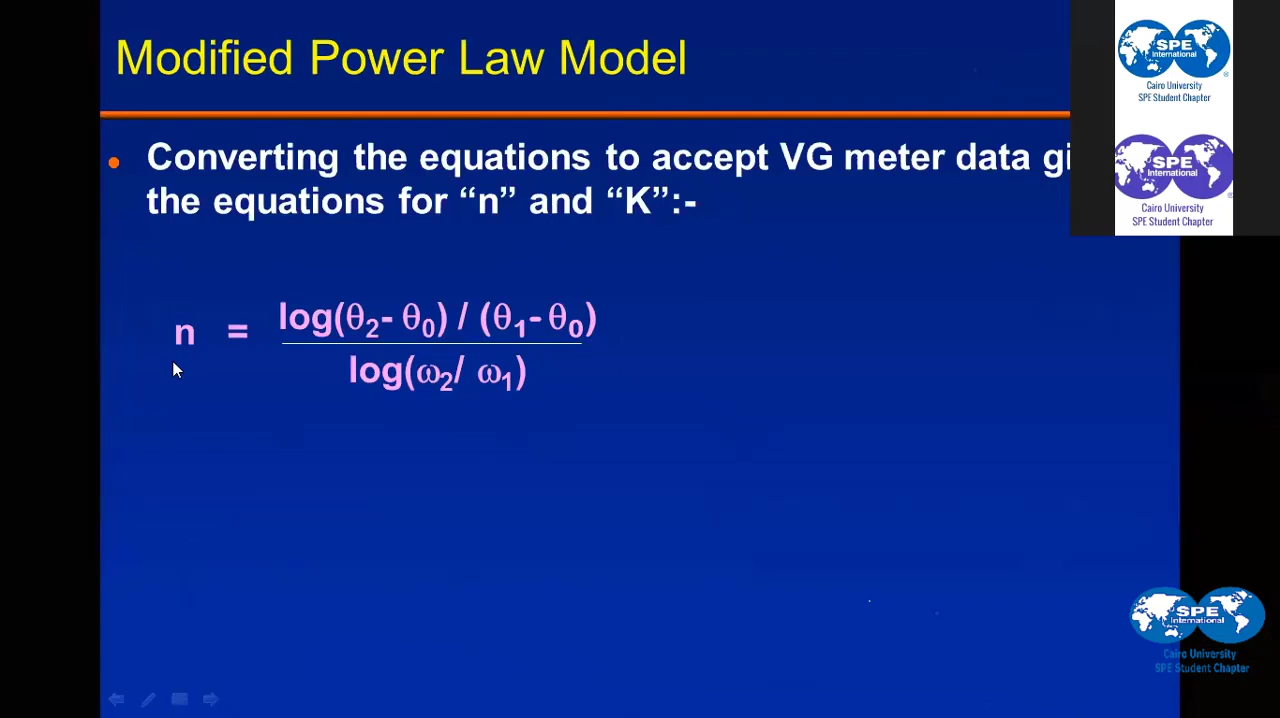 Modified Power Law Model
• Converting the equations to accept VG meter data gi
the equations for “n” and “K”:-
n = log(θ₂- θ₀) / (θ₁- θ₀)
log(ω₂/ ω₁)
SPE
International
Cairo University
SPE Student Chapter
SPE
International
Cairo University
SPE Student Chapter
SPE
International
Cairo University
SPE Student Chapter